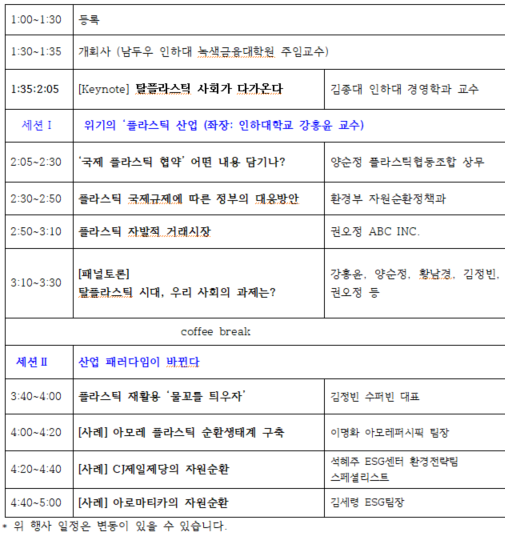 1:00~1:30 등록
1:30~1:35 개회사 (남두우 인하대 녹색금융대학원 주임교수)
1:35:2:05 [Keynote] 탈플라스틱 사회가 다가온다 김종대 인하대 경영학과 교수
세션 I 위기의 '플라스틱 산업 (좌장: 인하대학교 강흥윤 교수)
2:05~2:30 '국제 플라스틱 협약' 어떤 내용 담기나? 양순정 플라스틱협동조합 상무
2:30~2:50 플라스틱 국제규제에 따른 정부의 대응방안 환경부 자원순환정책과
2:50~3:10 플라스틱 자발적 거래시장 권오정 ABC INC.
3:10~3:30 [패널토론]
탈플라스틱 시대, 우리 사회의 과제는?
강흥윤, 양순정, 황남경, 김정빈,
권오정 등
coffee break
세션 II 산업 패러다임이 바뀐다
3:40~4:00 플라스틱 재활용 '물꼬를 틔우자' 김정빈 수퍼빈 대표
4:00~4:20 [사례] 아모레 플라스틱 순환생태계 구축 이명화 아모레퍼시픽 팀장
4:20~4:40 [사례] CJ제일제당의 자원순환 석혜주 ESG센터 환경전략팀
스페셜리스트
4:40~5:00 [사례] 아로마티카의 자원순환 김세령 ESG팀장
* 위 행사 일정은 변동이 있을 수 있습니다.